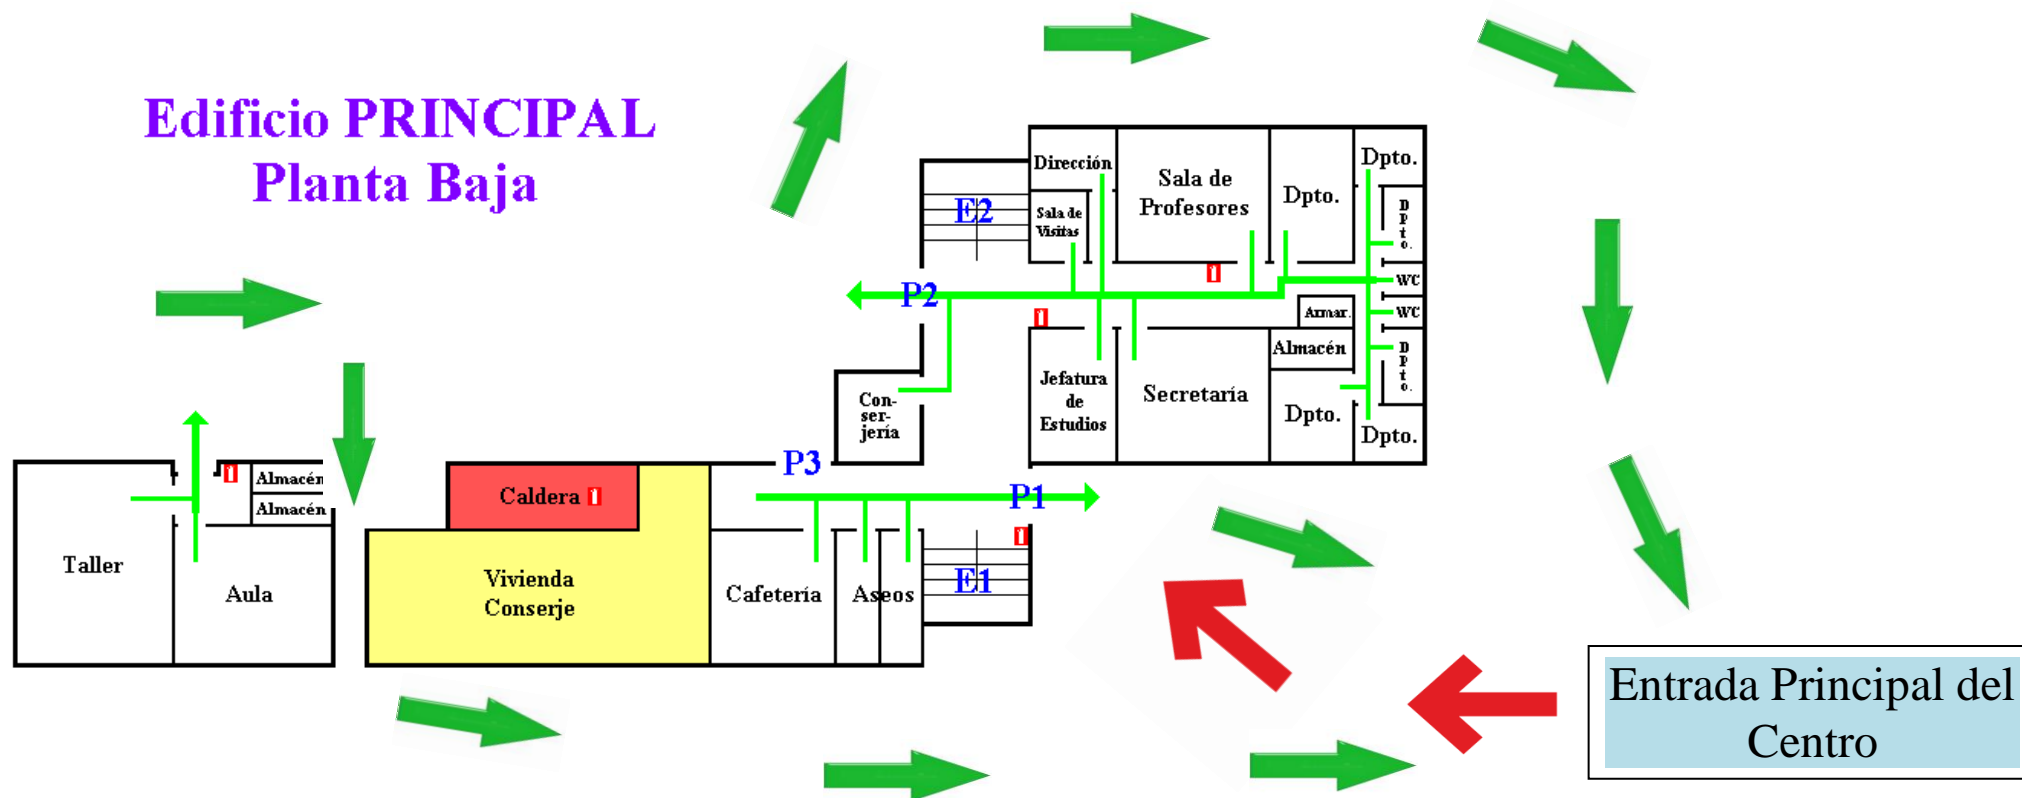 Edificio PRINCIPAL
Planta Baja
Dirección
Sala de
Profesores
Dpto.
Dpto.
E2
Sala de
Visitas
D
p
t
o.
WC
P2
Armar.
WC
Almacén
D
p
t
o.
Con-
ser-
jería
Jefatura
de
Estudios
Secretaría
Dpto.
Dpto.
P3
Almacén
Almacén
Caldera
P1
Taller
Aula
Vivienda
Conserje
Cafetería
Aseos
E1
Entrada Principal del
Centro